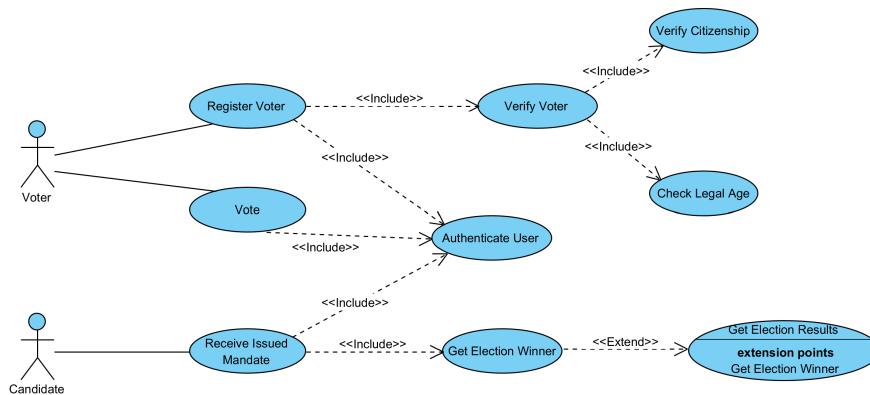 Verify Citizenship
<<Include>>
Register Voter
<<Include>>
Verify Voter
<<Include>>
<<Include>>
Voter
Check Legal Age
Vote
<<Include>>
Authenticate User
<<Include>>
Get Election Results
Receive Issued
Mandate
<<Include>>
Get Election Winner
<<Extend>>
extension points
Get Election Winner
Candidate